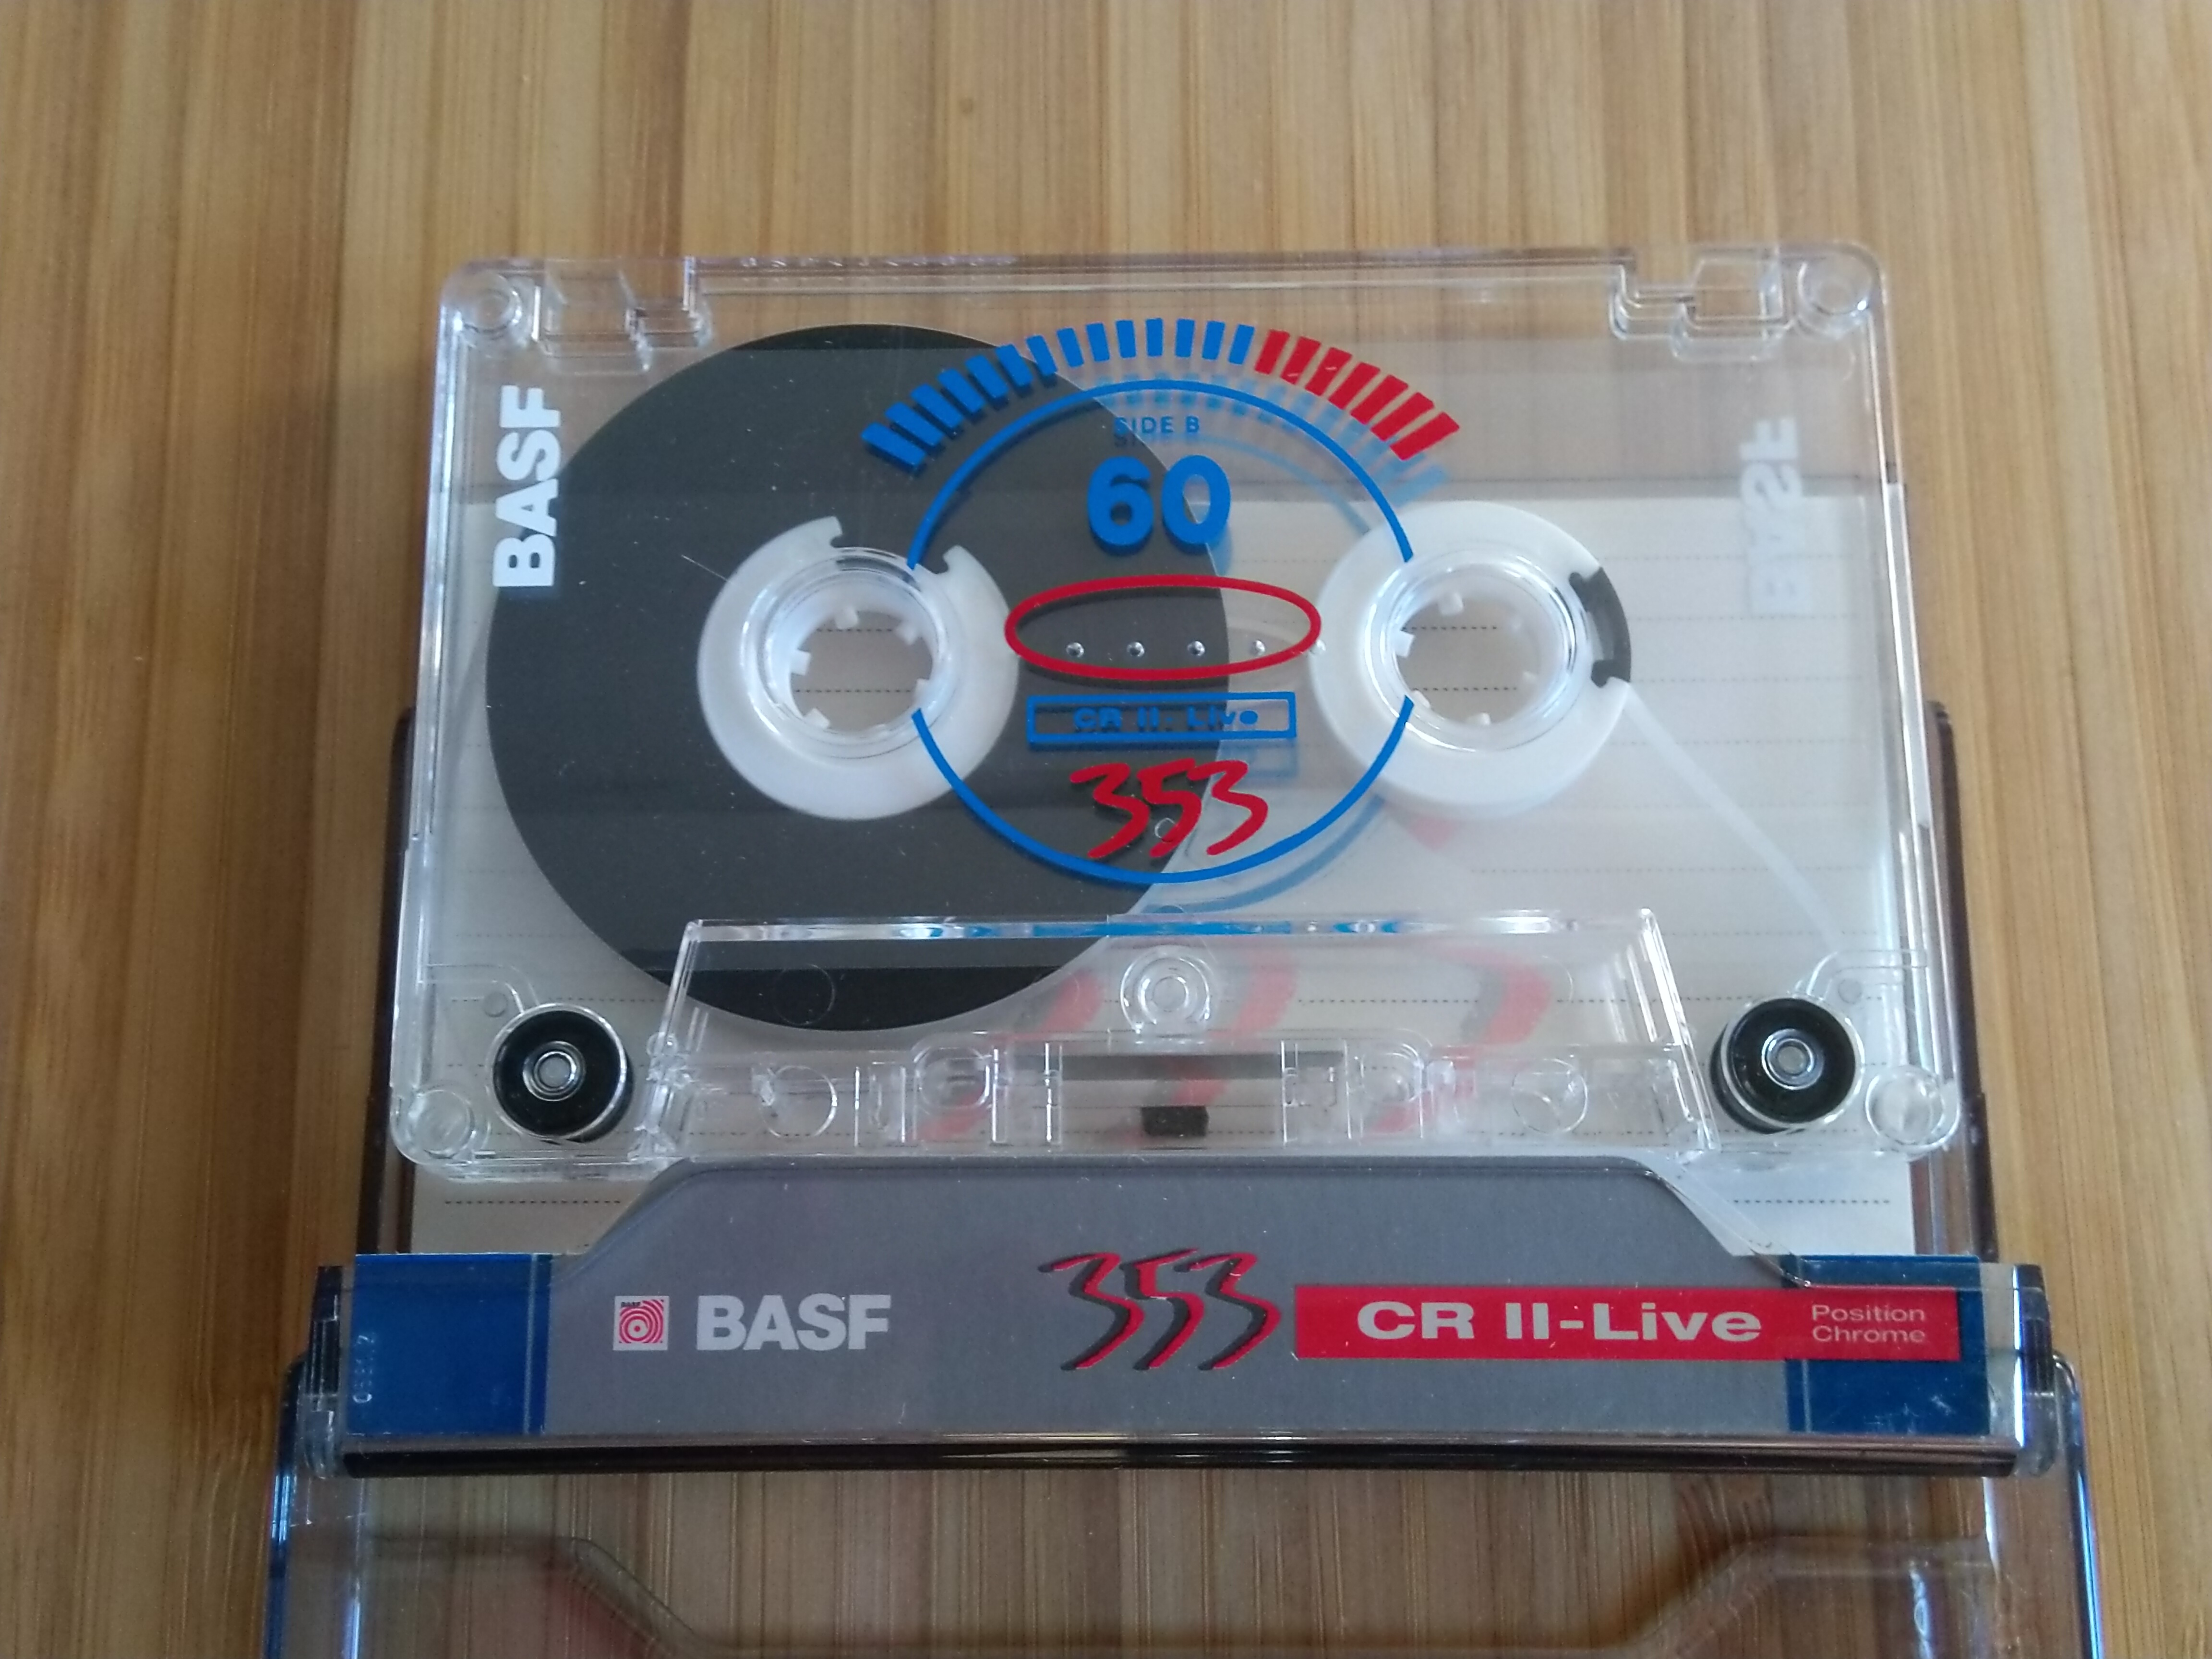 BASF
SIDE B
60
CR II-Live
353
BASF
353
CR II-Live
Position
Chrome